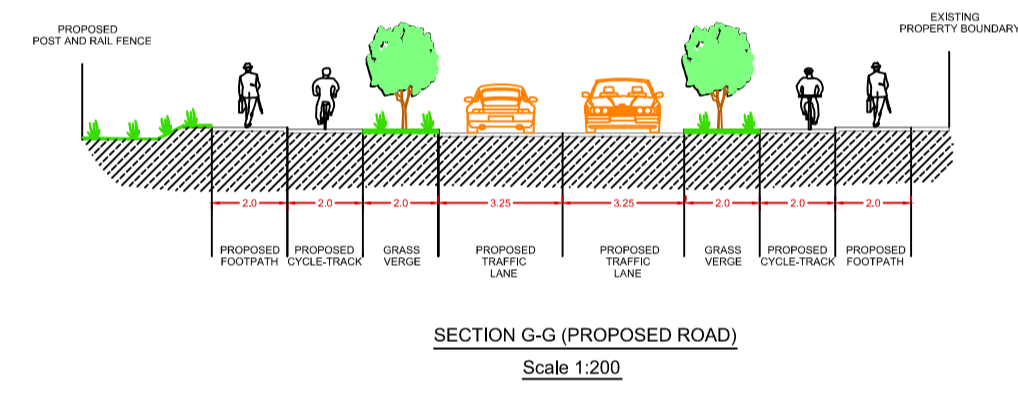 PROPOSED
POST AND RAIL FENCE
EXISTING
PROPERTY BOUNDARY
2.0
2.0
2.0
3.25
3.25
2.0
2.0
2.0
PROPOSED
FOOTPATH
PROPOSED
CYCLE-TRACK
GRASS
VERGE
PROPOSED
TRAFFIC
LANE
PROPOSED
TRAFFIC
LANE
GRASS
VERGE
PROPOSED
CYCLE-TRACK
PROPOSED
FOOTPATH
SECTION G-G (PROPOSED ROAD)
Scale 1:200